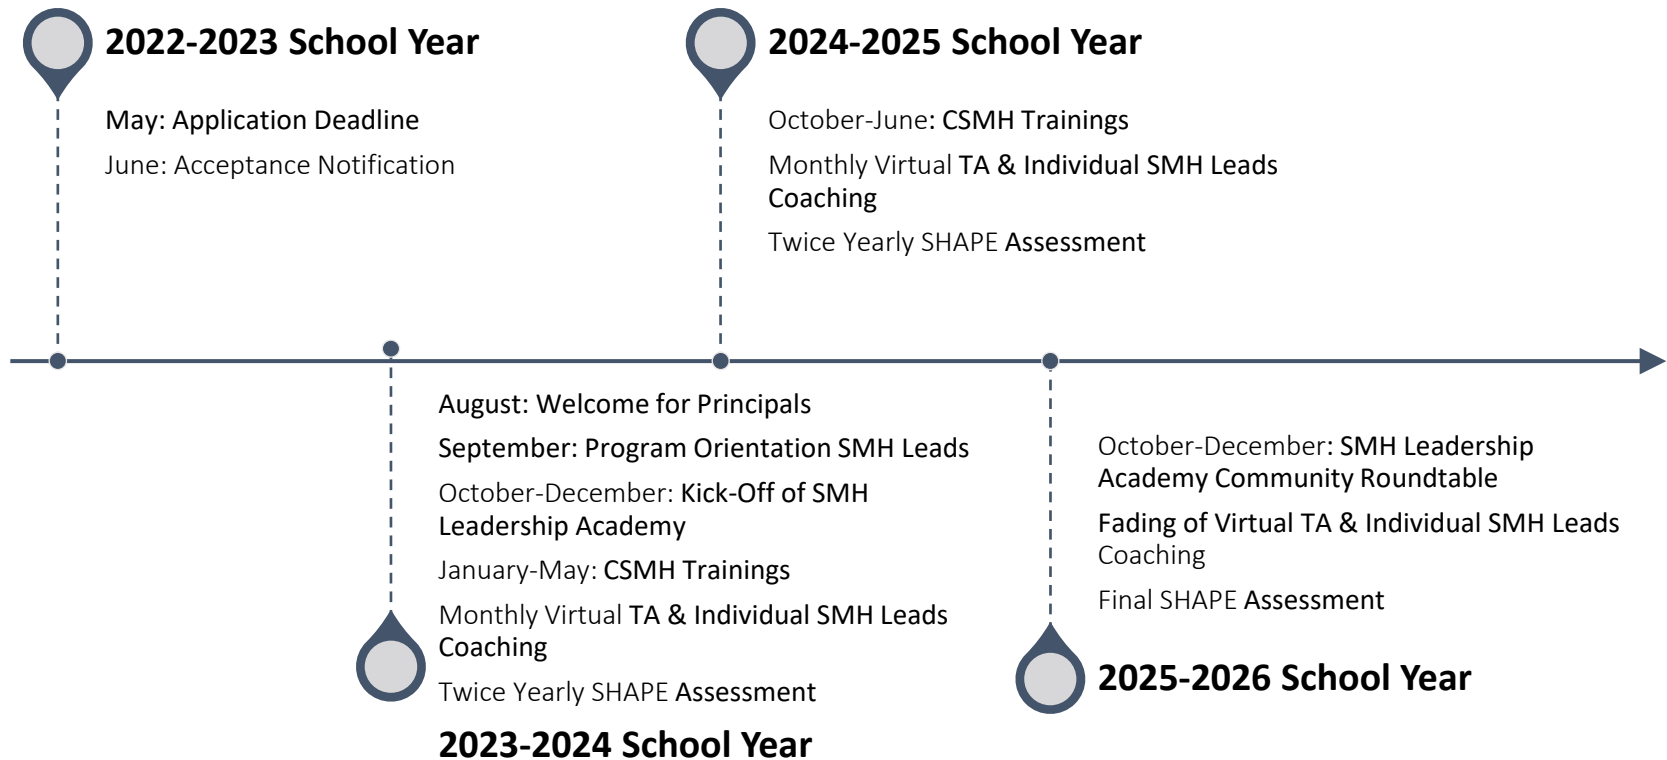 2022-2023 School Year
May: Application Deadline
June: Acceptance Notification
August: Welcome for Principals
September: Program Orientation SMH Leads
October-December: Kick-Off of SMH
Leadership Academy
January-May: CSMH Trainings
Monthly Virtual TA & Individual SMH Leads
Coaching
Twice Yearly SHAPE Assessment
2023-2024 School Year
2024-2025 School Year
October-June: CSMH Trainings
Monthly Virtual TA & Individual SMH Leads
Coaching
Twice Yearly SHAPE Assessment
October-December: SMH Leadership
Academy Community Roundtable
Fading of Virtual TA & Individual SMH Leads
Coaching
Final SHAPE Assessment
2025-2026 School Year